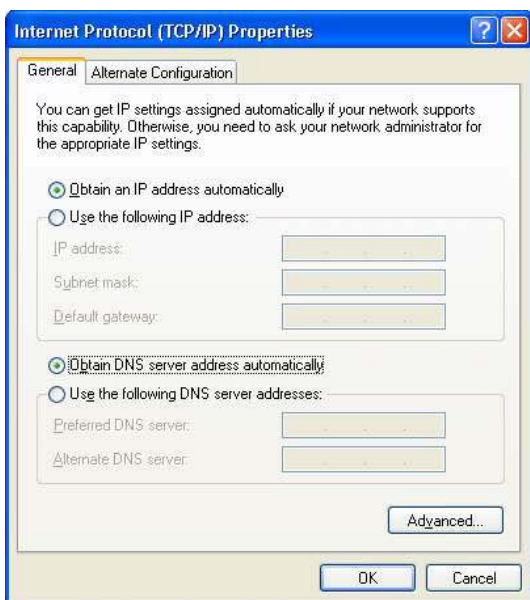 Internet Protocol (TCP/IP) Properties
General
Alternate Configuration
You can get IP settings assigned automatically if your network supports
this capability. Otherwise, you need to ask your network administrator for
the appropriate IP settings.
Obtain an IP address automatically
Use the following IP address:
IP address:
Subnet mask:
Default gateway:
Obtain DNS server address automatically
Use the following DNS server addresses:
Preferred DNS server:
Alternate DNS server:
Advanced...
OK
Cancel